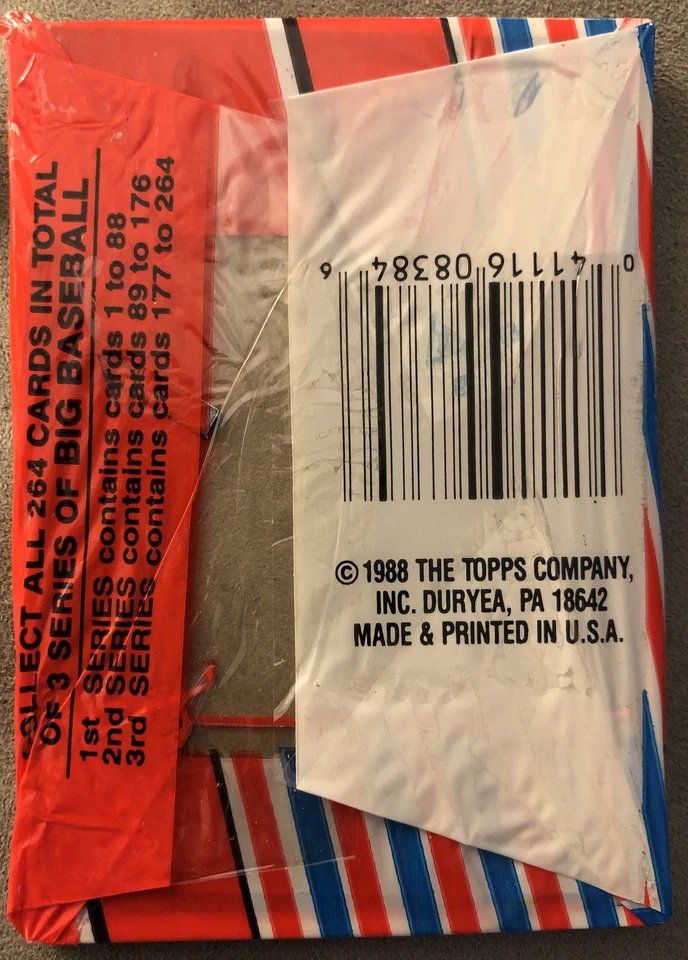 COLLECT ALL 264 CARDS IN TOTAL
OF 3 SERIES OF BIG BASEBALL
1st SERIES contains cards 1 to 88
2nd SERIES contains cards 89 to 176
3rd SERIES contains cards 177 to 264
0 41116 08384 6
© 1988 THE TOPPS COMPANY,
INC. DURYEA, PA 18642
MADE & PRINTED IN U.S.A.